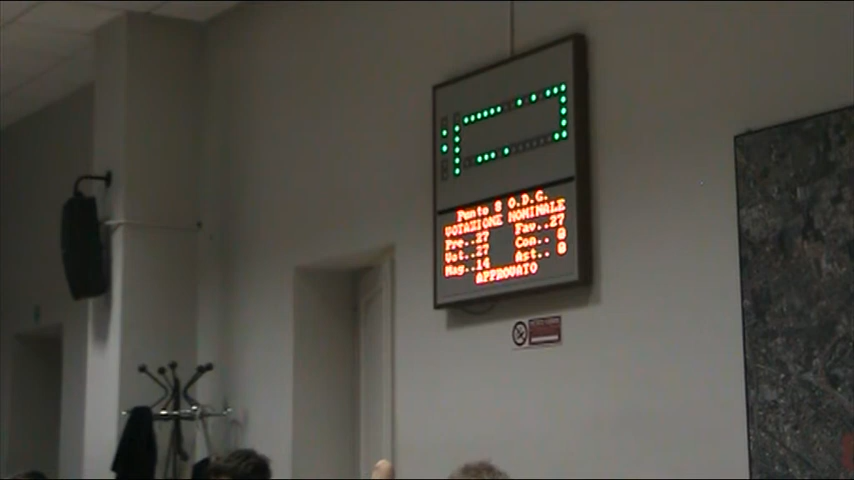 Punto 8 O.D.G.
VOTAZIONE NOMINALE
Pre..27 Fav..27
Vot..27 Con.. 0
Mag..14 Ast.. 0
APPROVATO